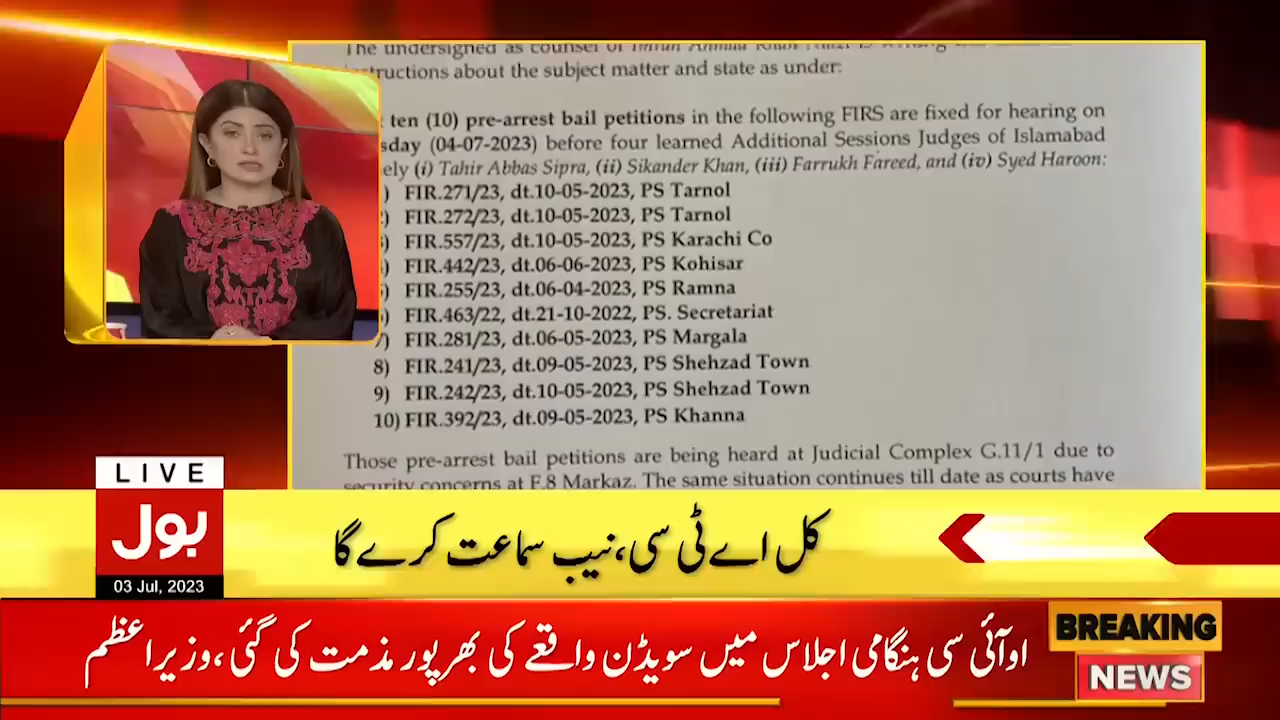 The undersigned as counsel of Imran Ahmad Khan Niazi is
structions about the subject matter and state as under:
ten (10) pre-arrest bail petitions in the following FIRS are fixed for hearing on
sday (04-07-2023) before four learned Additional Sessions Judges of Islamabad
ely (i) Tahir Abbas Sipra, (ii) Sikander Khan, (iii) Farrukh Fareed, and (iv) Syed Haroon:
) FIR.271/23, dt.10-05-2023, PS Tarnol
) FIR.272/23, dt.10-05-2023, PS Tarnol
) FIR.557/23, dt.10-05-2023, PS Karachi Co
) FIR.442/23, dt.06-06-2023, PS Kohisar
) FIR.255/23, dt.06-04-2023, PS Ramna
) FIR.463/22, dt.21-10-2022, PS. Secretariat
7) FIR.281/23, dt.06-05-2023, PS Margala
8) FIR.241/23, dt.09-05-2023, PS Shehzad Town
9) FIR.242/23, dt.10-05-2023, PS Shehzad Town
10) FIR.392/23, dt.09-05-2023, PS Khanna
Those pre-arrest bail petitions are being heard at Judicial Complex G.11/1 due to
security concerns at F.8 Markaz. The same situation continues till date as courts have
LIVE
بول
03 Jul, 2023
کل اے ٹی سی، نیب سماعت کرے گا
BREAKING
NEWS
او آئی سی ہنگامی اجلاس میں سویڈن واقعے کی بھرپور مذمت کی گئی، وزیراعظم